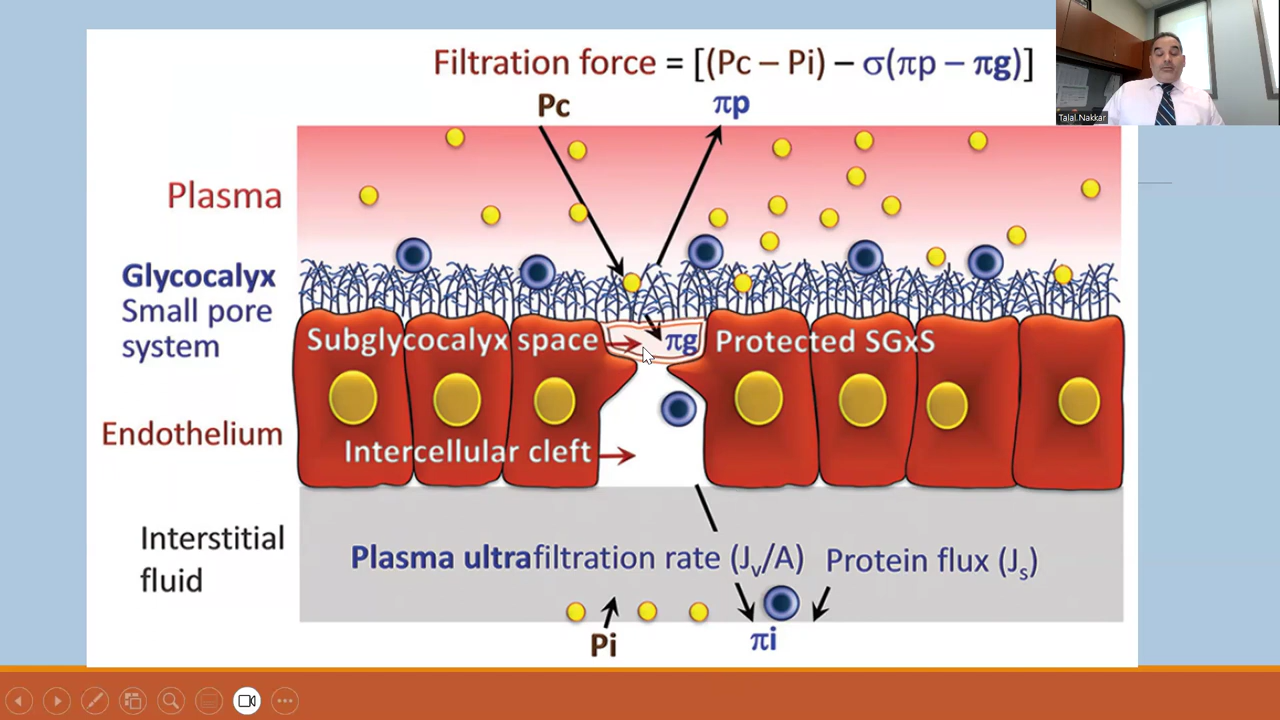 Filtration force = [(Pc – Pi) – σ(πp – πg)]
Pc
πp
Talal Nakkar
Plasma
Glycocalyx
Small pore
system
Subglycocalyx space
πg
Protected SGxS
Endothelium
Intercellular cleft
Interstitial
fluid
Plasma ultrafiltration rate (Jv/A)
Protein flux (Js)
Pi
πi